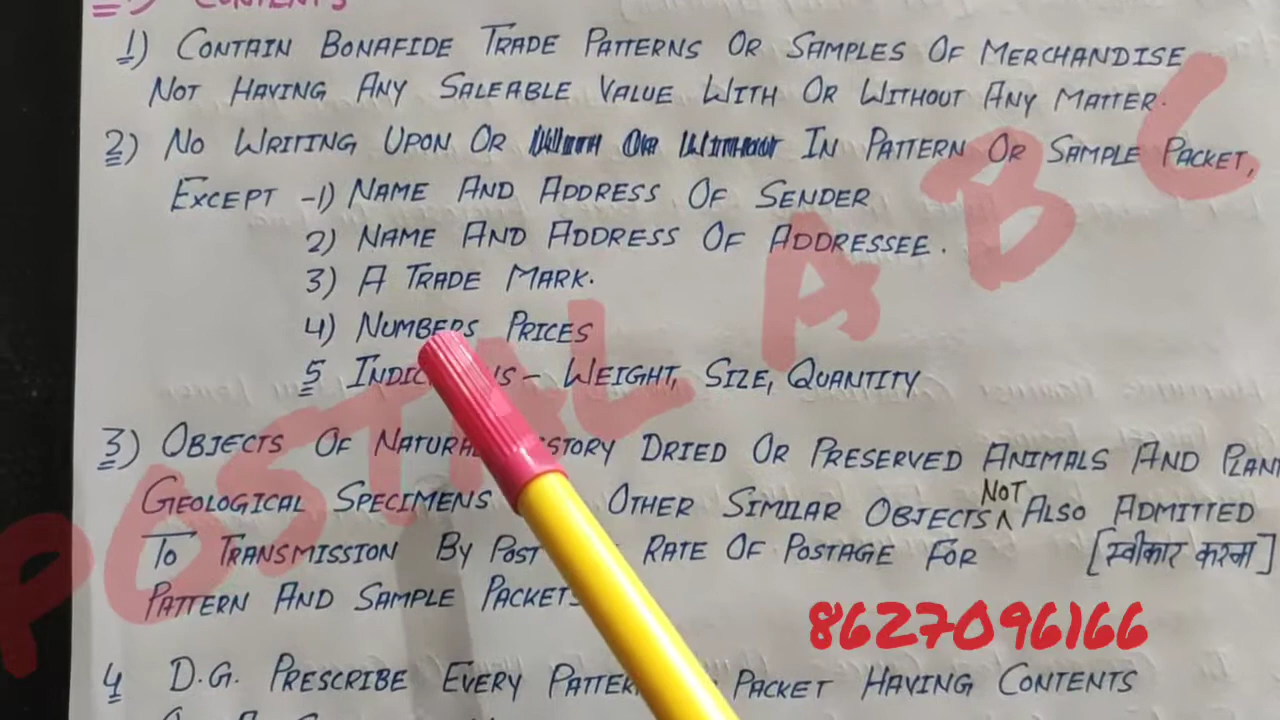 CONTENTS
1) CONTAIN BONAFIDE TRADE PATTERNS OR SAMPLES OF MERCHANDISE
NOT HAVING ANY SALEABLE VALUE WITH OR WITHOUT ANY MATTER.
2) NO WRITING UPON OR IN PATTERN OR SAMPLE PACKET,
EXCEPT -1) NAME AND ADDRESS OF SENDER
2) NAME AND ADDRESS OF ADDRESSEE.
3) A TRADE MARK.
4) NUMBERS PRICES
5 - WEIGHT, SIZE, QUANTITY
3) OBJECTS OF DRIED OR PRESERVED ANIMALS AND
GEOLOGICAL SPECIMENS OTHER SIMILAR OBJECTS NOT ALSO ADMITTED
TO TRANSMISSION BY POST RATE OF POSTAGE FOR [स्वीकार करना]
PATTERN AND SAMPLE PACKETS
8627096166
4 D.G. PRESCRIBE EVERY PACKET HAVING CONTENTS
POSTAL A B C